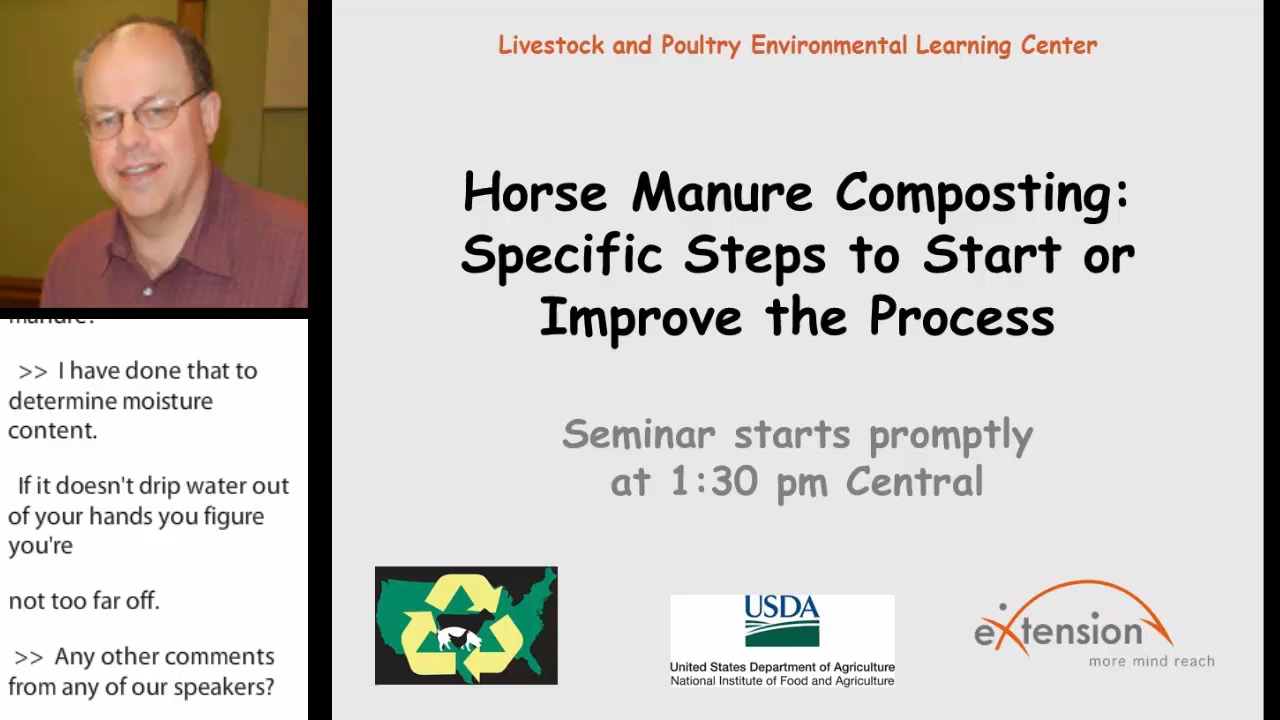 Livestock and Poultry Environmental Learning Center
Horse Manure Composting:
Specific Steps to Start or
Improve the Process
Seminar starts promptly
at 1:30 pm Central
USDA
United States Department of Agriculture
National Institute of Food and Agriculture
eXtension
more mind reach
manure?
>> I have done that to
determine moisture
content.
If it doesn't drip water out
of your hands you figure
you're
not too far off.
>> Any other comments
from any of our speakers?